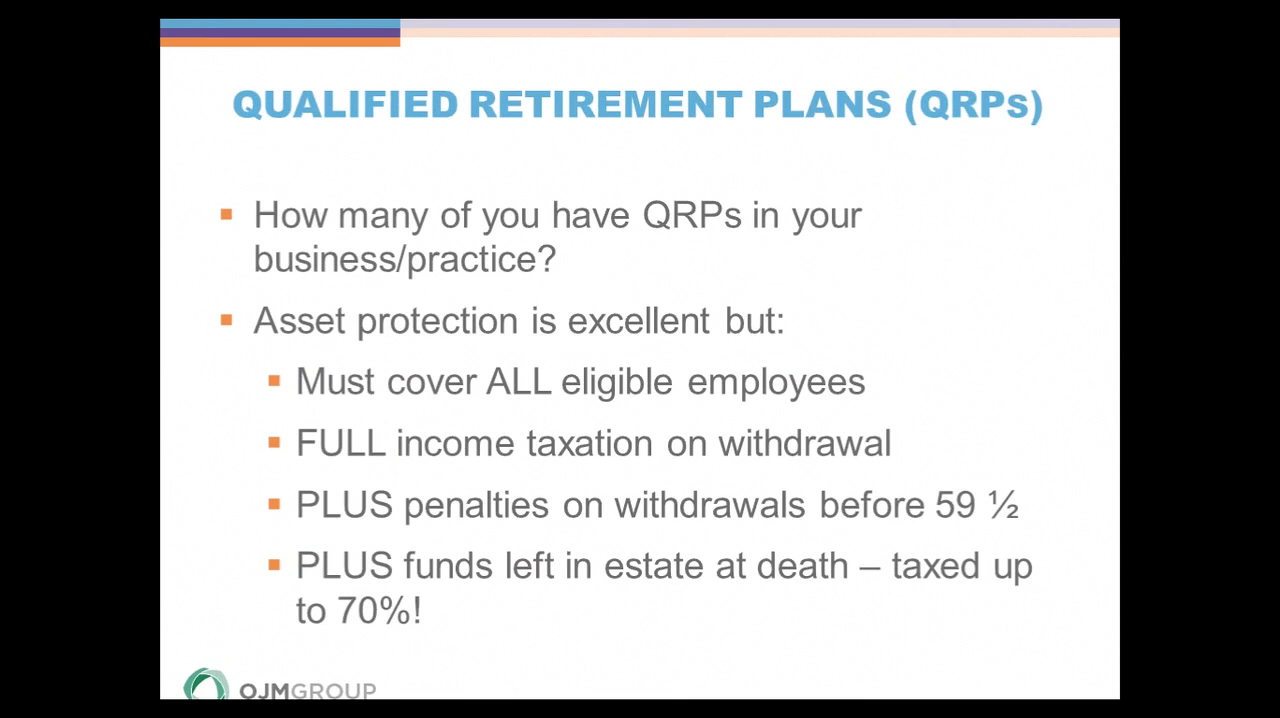 QUALIFIED RETIREMENT PLANS (QRPs)
▪ How many of you have QRPs in your
business/practice?
▪ Asset protection is excellent but:
▪ Must cover ALL eligible employees
▪ FULL income taxation on withdrawal
▪ PLUS penalties on withdrawals before 59 ½
▪ PLUS funds left in estate at death – taxed up
to 70%!
OJMGROUP